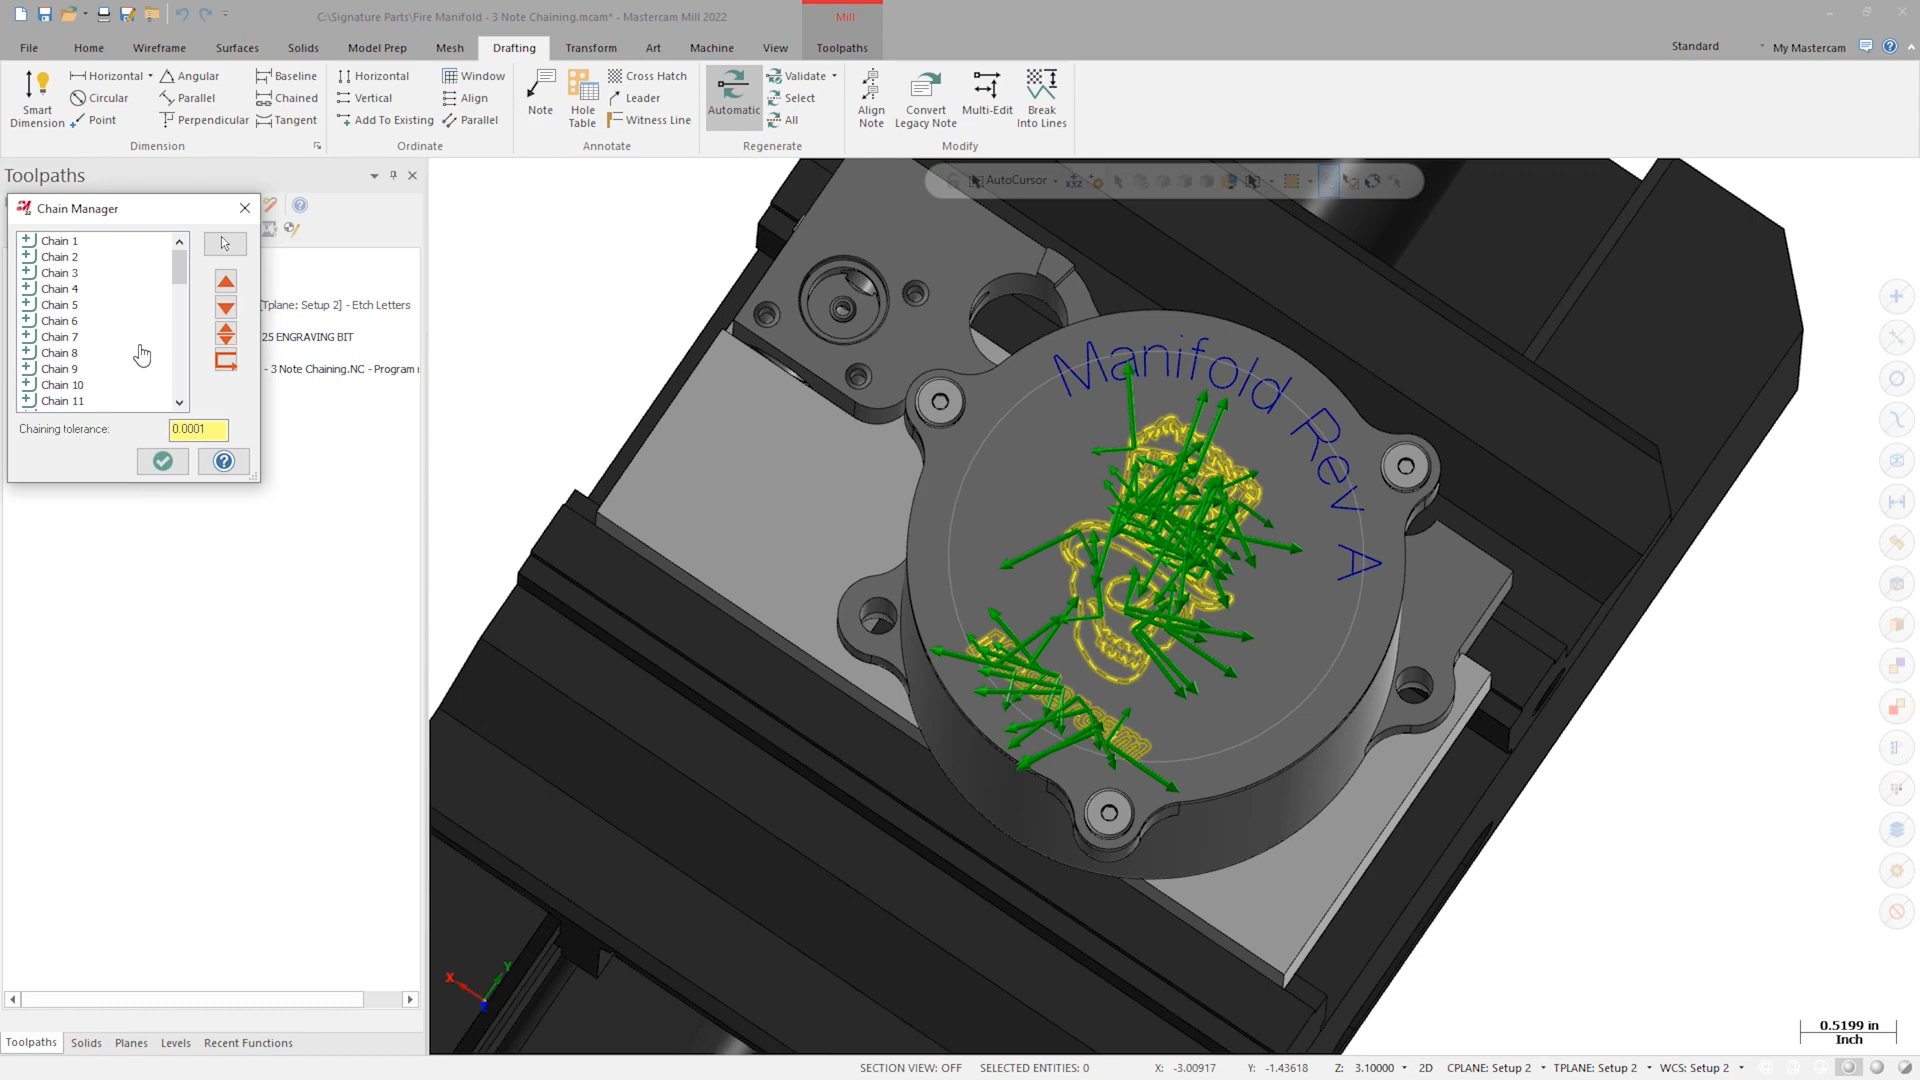 C:\Signature Parts\Fire Manifold - 3 Note Chaining.mcam* - Mastercam Mill 2022
Mill
File Home Wireframe Surfaces Solids Model Prep Mesh Drafting Transform Art Machine View Toolpaths
Standard My Mastercam
Smart Dimension
Horizontal Angular Baseline
Circular Parallel Chained
Point Perpendicular Tangent
Dimension
Horizontal Window
Vertical Align
Add To Existing Parallel
Ordinate
Note
Hole Table
Cross Hatch
Leader
Witness Line
Annotate
Automatic
Validate
Select
All
Regenerate
Align Note
Convert Legacy Note
Multi-Edit
Break Into Lines
Modify
Toolpaths
Chain Manager
Chain 1
Chain 2
Chain 3
Chain 4
Chain 5
Chain 6
Chain 7
Chain 8
Chain 9
Chain 10
Chain 11
Chaining tolerance: 0.0001
[Tplane: Setup 2] - Etch Letters
25 ENGRAVING BIT
- 3 Note Chaining.NC - Program
AutoCursor
Manifold Rev A
X Y
0.5199 in
Inch
Toolpaths Solids Planes Levels Recent Functions
SECTION VIEW: OFF SELECTED ENTITIES: 0 X: -3.00917 Y: -1.43618 Z: 3.10000 2D CPLANE: Setup 2 TPLANE: Setup 2 WCS: Setup 2